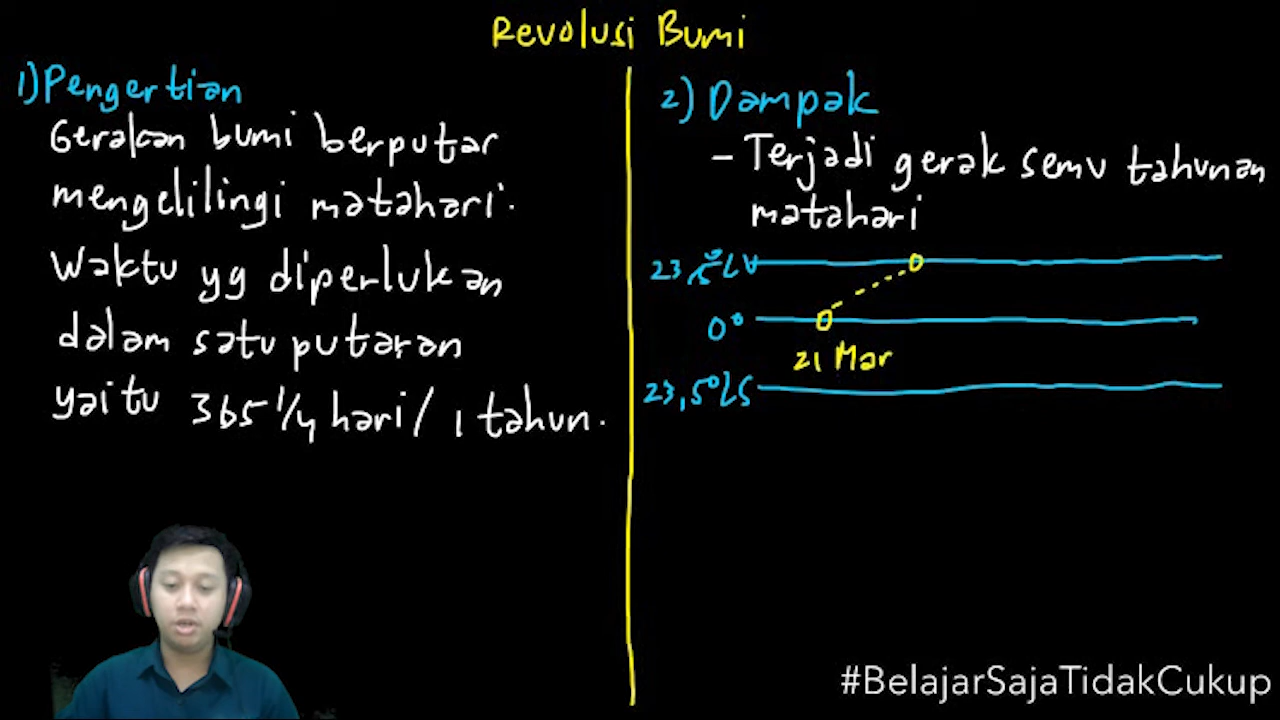 Revolusi Bumi
1) Pengertian
Gerakan bumi berputar
mengelilingi matahari.
Waktu yg diperlukan
dalam satu putaran
yaitu 365 1/4 hari / 1 tahun.
2) Dampak
- Terjadi gerak semu tahunan
matahari
23,5° LU
0°
21 Mar
23,5° LS
#BelajarSajaTidakCukup